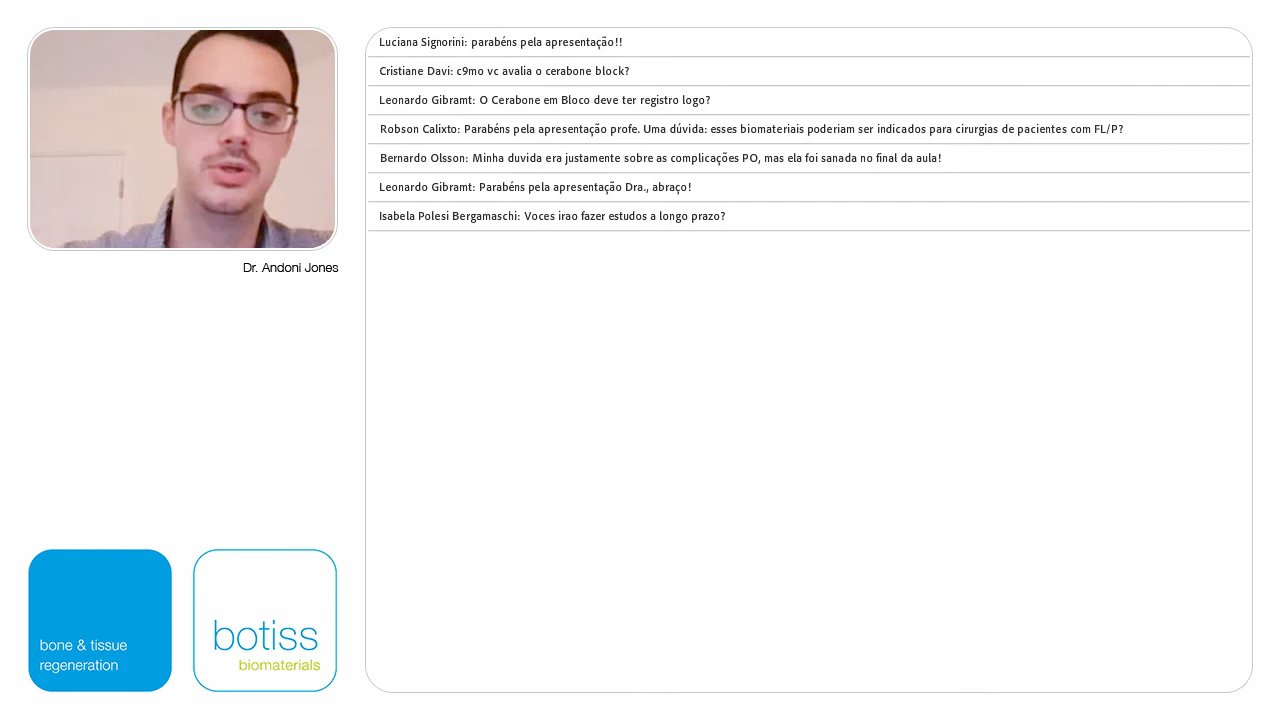 Luciana Signorini: parabéns pela apresentação!!
Cristiane Davi: c9mo vc avalia o cerabone block?
Leonardo Gibramt: O Cerabone em Bloco deve ter registro logo?
Robson Calixto: Parabéns pela apresentação profe. Uma dúvida: esses biomateriais poderiam ser indicados para cirurgias de pacientes com FL/P?
Bernardo Olsson: Minha duvida era justamente sobre as complicações PO, mas ela foi sanada no final da aula!
Leonardo Gibramt: Parabéns pela apresentação Dra., abraço!
Isabela Polesi Bergamaschi: Voces irao fazer estudos a longo prazo?
Dr. Andoni Jones
bone & tissue
regeneration
botiss
biomaterials